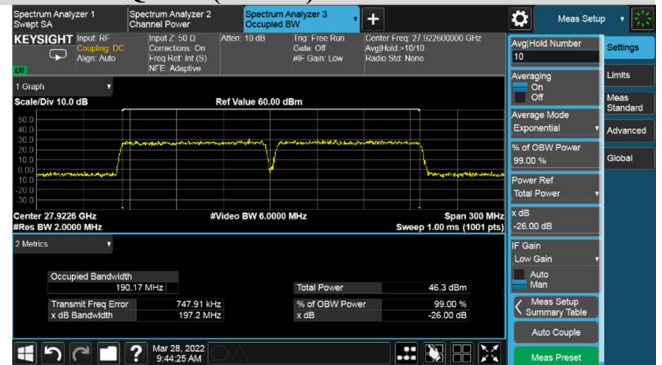 Spectrum Analyzer 1
Swept SA
Spectrum Analyzer 2
Channel Power
Spectrum Analyzer 3
Occupied BW
Meas Setup
KEYSIGHT
Input: RF
Coupling: DC
Align: Auto
LXI
Input Z: 50 Ω
Corrections: On
Freq Ref: Int (S)
NFE: Adaptive
Atten: 10 dB
Trig: Free Run
Gate: Off
#IF Gain: Low
Center Freq: 27.922600000 GHz
Avg|Hold:>10/10
Radio Std: None
1 Graph
Scale/Div 10.0 dB
Ref Value 60.00 dBm
50.0
40.0
30.0
20.0
10.0
0.00
-10.0
-20.0
-30.0
Center 27.9226 GHz
#Video BW 6.0000 MHz
Span 300 MHz
#Res BW 2.0000 MHz
Sweep 1.00 ms (1001 pts)
2 Metrics
Occupied Bandwidth
190.17 MHz
Total Power 46.3 dBm
Transmit Freq Error 747.91 kHz
% of OBW Power 99.00 %
x dB Bandwidth 197.2 MHz
x dB -26.00 dB
Mar 28, 2022
9:44:25 AM
Avg|Hold Number
10
Averaging
On
Off
Average Mode
Exponential
% of OBW Power
99.00 %
Power Ref
Total Power
x dB
-26.00 dB
IF Gain
Low Gain
Auto
Man
Meas Setup
Summary Table
Auto Couple
Meas Preset
Settings
Limits
Meas
Standard
Advanced
Global